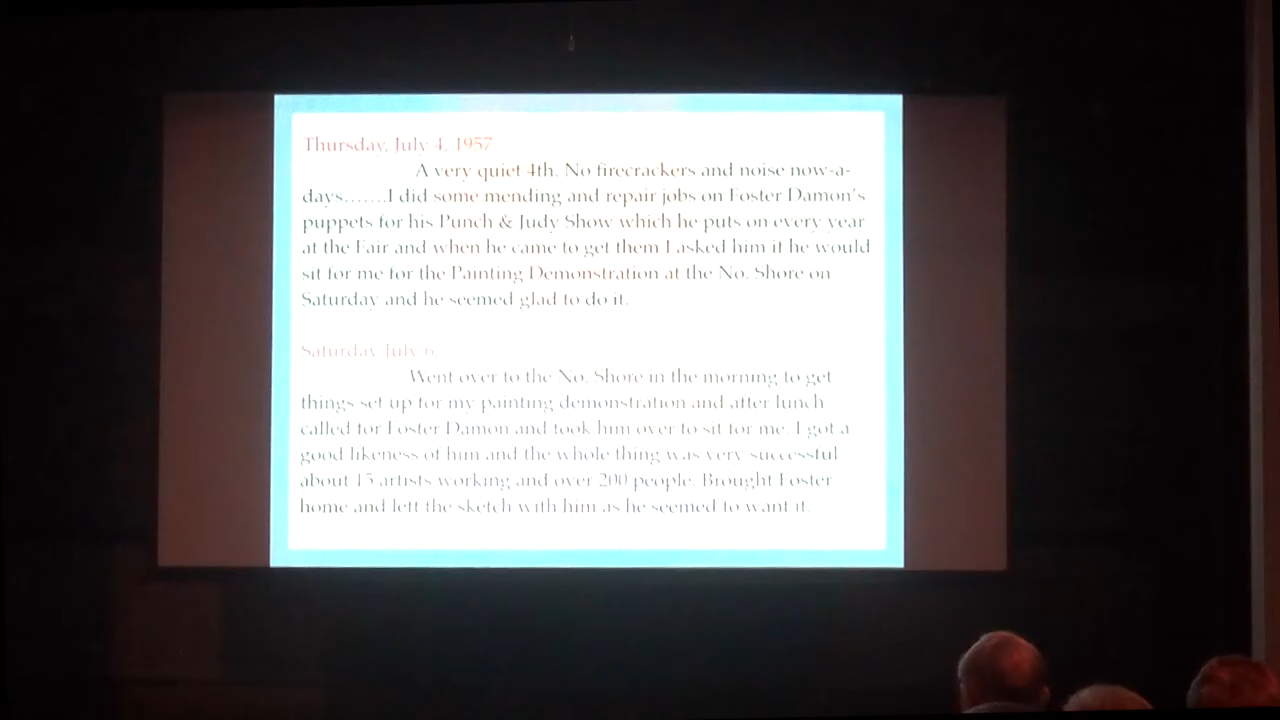 Thursday, July 4, 1957
A very quiet 4th. No firecrackers and noise now-a-
days.......I did some mending and repair jobs on Foster Damon's
puppets for his Punch & Judy Show which he puts on every year
at the Fair and when he came to get them I asked him if he would
sit for me for the Painting Demonstration at the No. Shore on
Saturday and he seemed glad to do it.
Saturday July 6,
Went over to the No. Shore in the morning to get
things set up for my painting demonstration and after lunch
called for Foster Damon and took him over to sit for me. I got a
good likeness of him and the whole thing was very successful
about 15 artists working and over 200 people. Brought Foster
home and left the sketch with him as he seemed to want it.